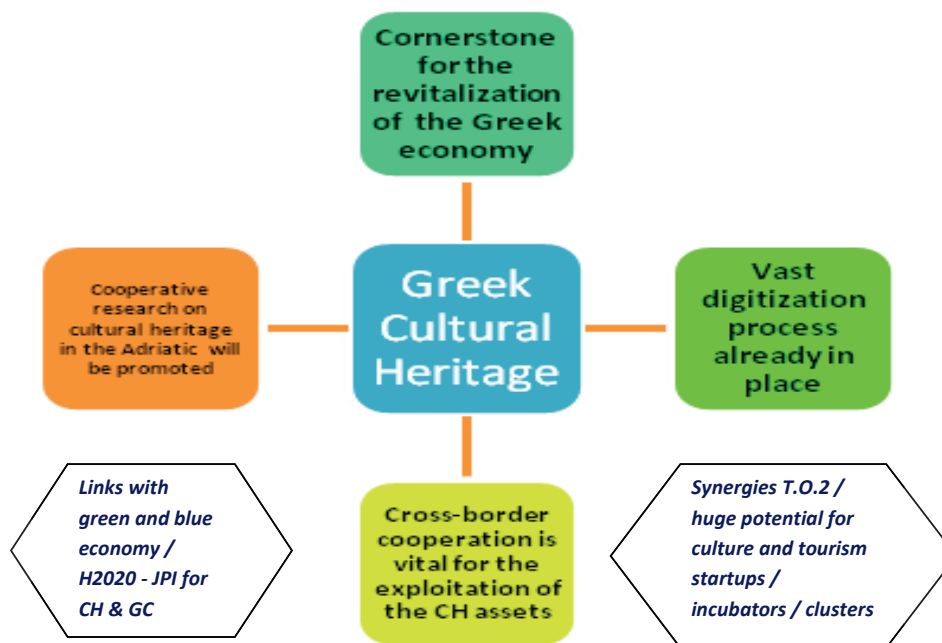 Cornerstone
for the
revitalization
of the Greek
economy
Cooperative
research on
cultural heritage
in the Adriatic will
be promoted
Greek
Cultural
Heritage
Vast
digitization
process
already in
place
Links with
green and blue
economy /
H2020 - JPI for
CH & GC
Cross-border
cooperation is
vital for the
exploitation of
the CH assets
Synergies T.O.2 /
huge potential for
culture and tourism
startups /
incubators / clusters